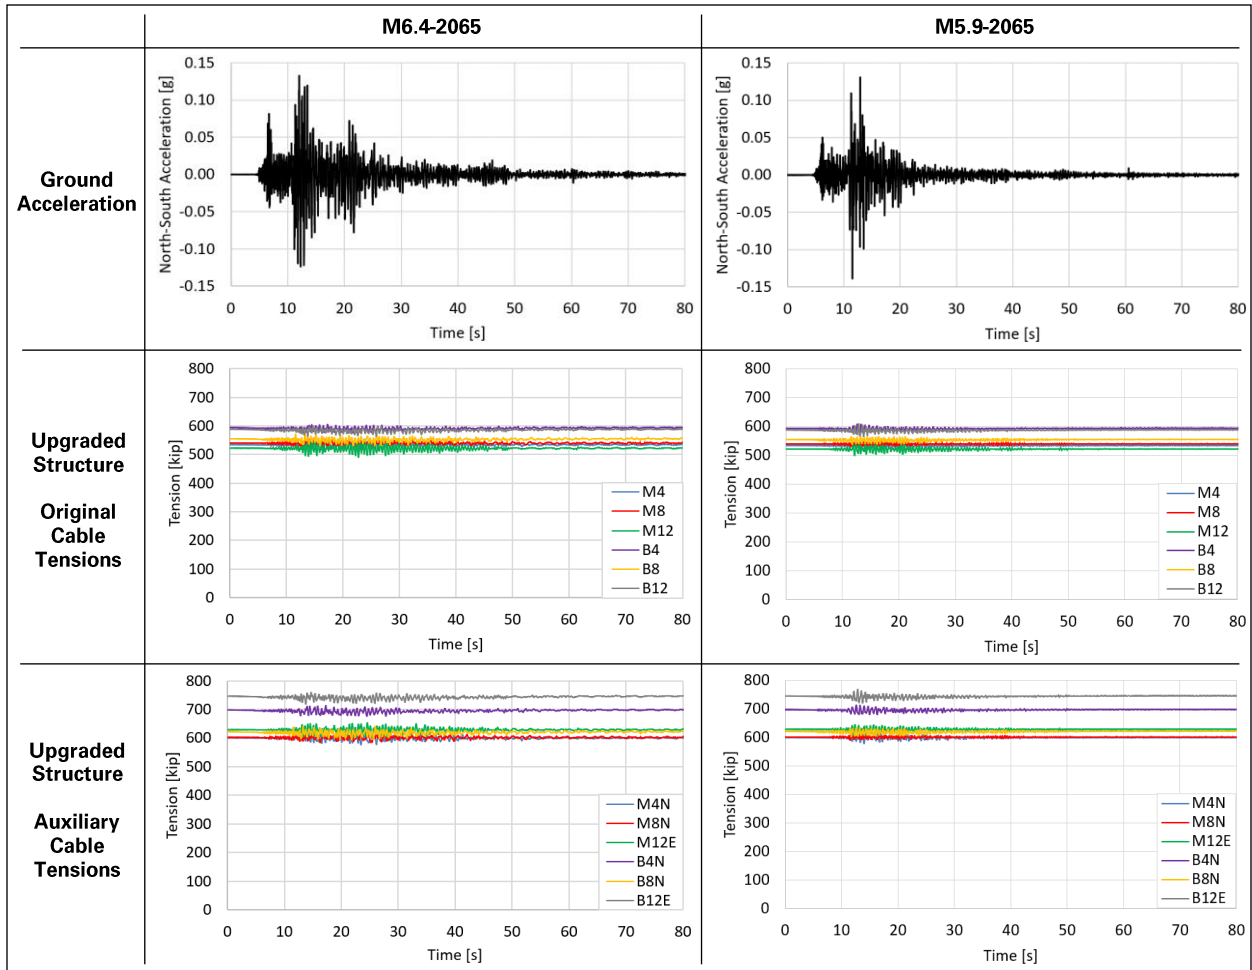 M6.4-2065
M5.9-2065
Ground
Acceleration
North-South Acceleration [g]
0.15
0.10
0.05
0.00
-0.05
-0.10
-0.15
0 10 20 30 40 50 60 70 80
Time [s]
North-South Acceleration [g]
0.15
0.10
0.05
0.00
-0.05
-0.10
-0.15
0 10 20 30 40 50 60 70 80
Time [s]
Upgraded
Structure
Original
Cable
Tensions
Tension [kip]
800
700
600
500
400
300
200
100
0
M4
M8
M12
B4
B8
B12
0 10 20 30 40 50 60 70 80
Time [s]
Tension [kip]
800
700
600
500
400
300
200
100
0
M4
M8
M12
B4
B8
B12
0 10 20 30 40 50 60 70 80
Time [s]
Upgraded
Structure
Auxiliary
Cable
Tensions
Tension [kip]
800
700
600
500
400
300
200
100
0
M4N
M8N
M12E
B4N
B8N
B12E
0 10 20 30 40 50 60 70 80
Time [s]
Tension [kip]
800
700
600
500
400
300
200
100
0
M4N
M8N
M12E
B4N
B8N
B12E
0 10 20 30 40 50 60 70 80
Time [s]